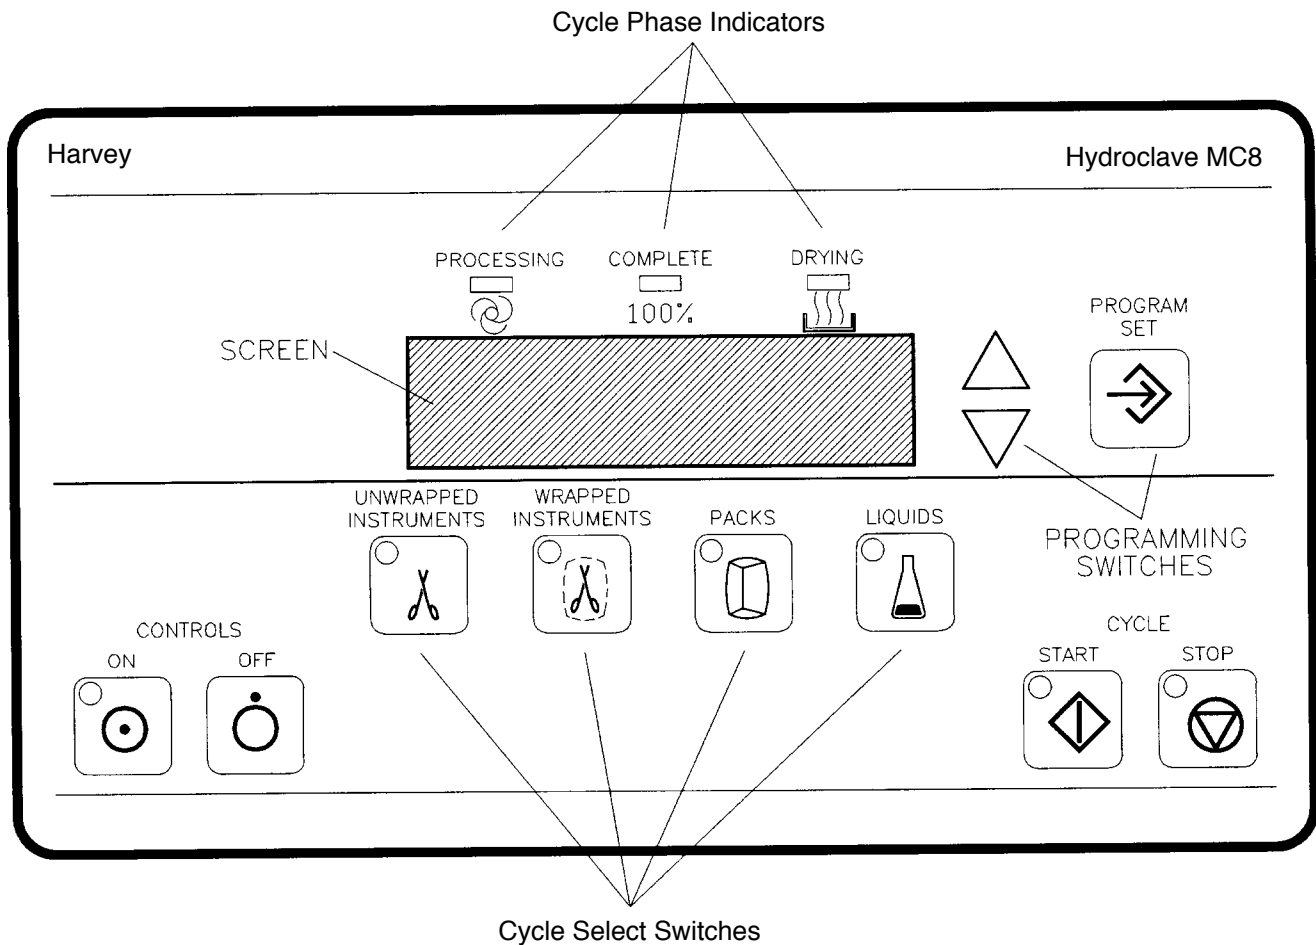 Cycle Phase Indicators
Harvey
Hydroclave MC8
PROCESSING
COMPLETE
DRYING
100%
PROGRAM
SET
SCREEN
UNWRAPPED
INSTRUMENTS
WRAPPED
INSTRUMENTS
PACKS
LIQUIDS
PROGRAMMING
SWITCHES
CONTROLS
ON
OFF
CYCLE
START
STOP
Cycle Select Switches